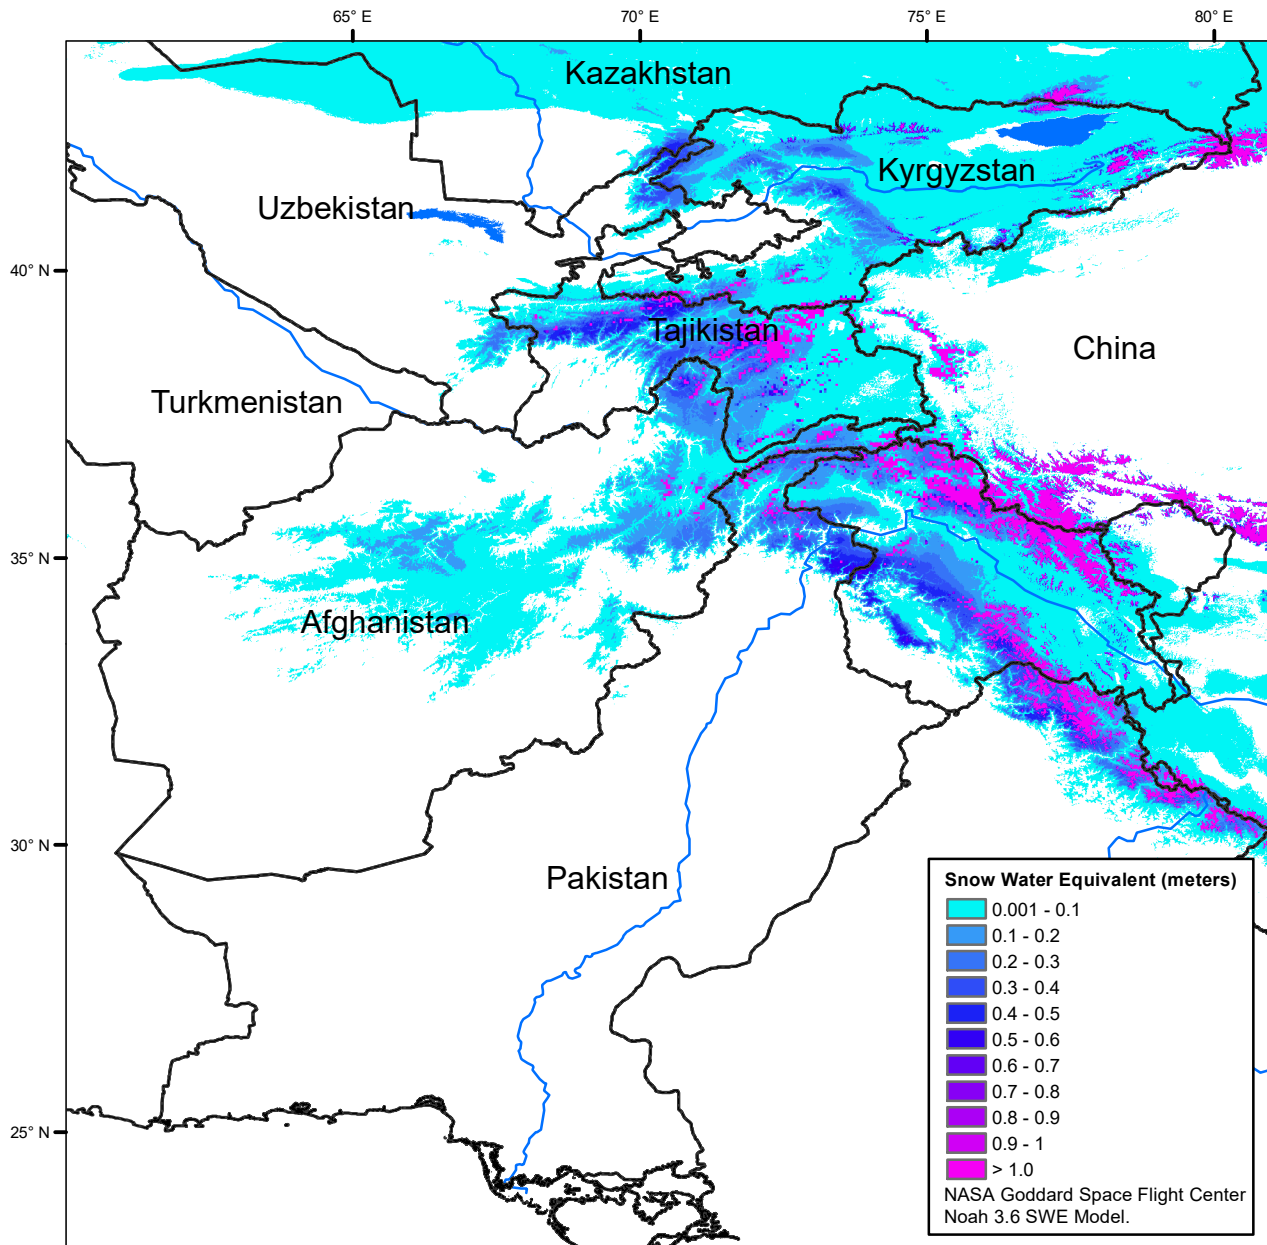 65° E
70° E
75° E
80° E
Kazakhstan
Kyrgyzstan
Uzbekistan
40° N
Tajikistan
China
Turkmenistan
35° N
Afghanistan
30° N
Pakistan
Snow Water Equivalent (meters)
0.001 - 0.1
0.1 - 0.2
0.2 - 0.3
0.3 - 0.4
0.4 - 0.5
0.5 - 0.6
0.6 - 0.7
0.7 - 0.8
0.8 - 0.9
0.9 - 1
> 1.0
25° N
NASA Goddard Space Flight Center
Noah 3.6 SWE Model.